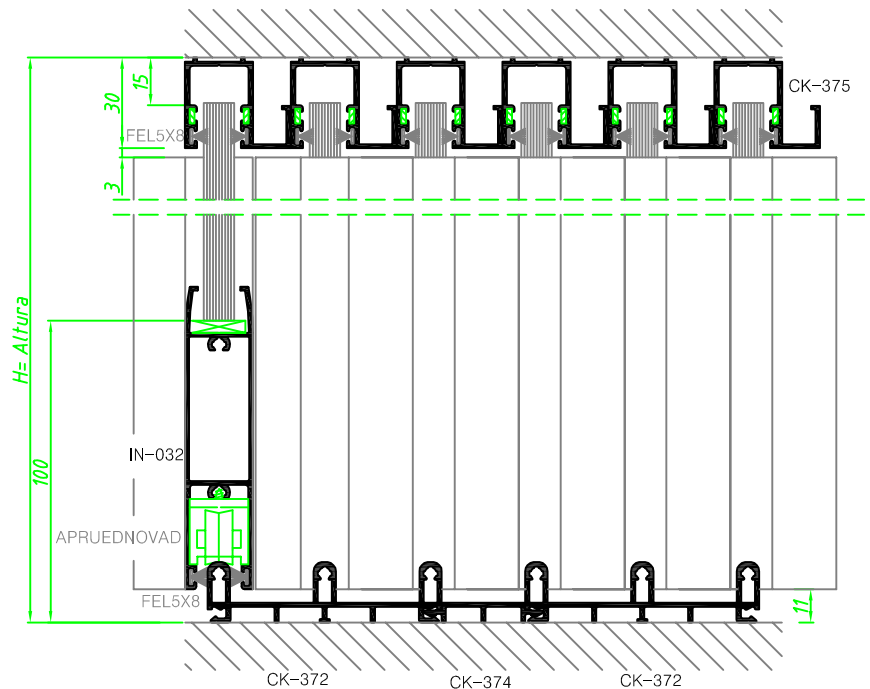 15
30
CK-375
FEL5X8
3
H= Altura
100
IN-032
APRUEDNOVAD
FEL5X8
11
CK-372
CK-374
CK-372